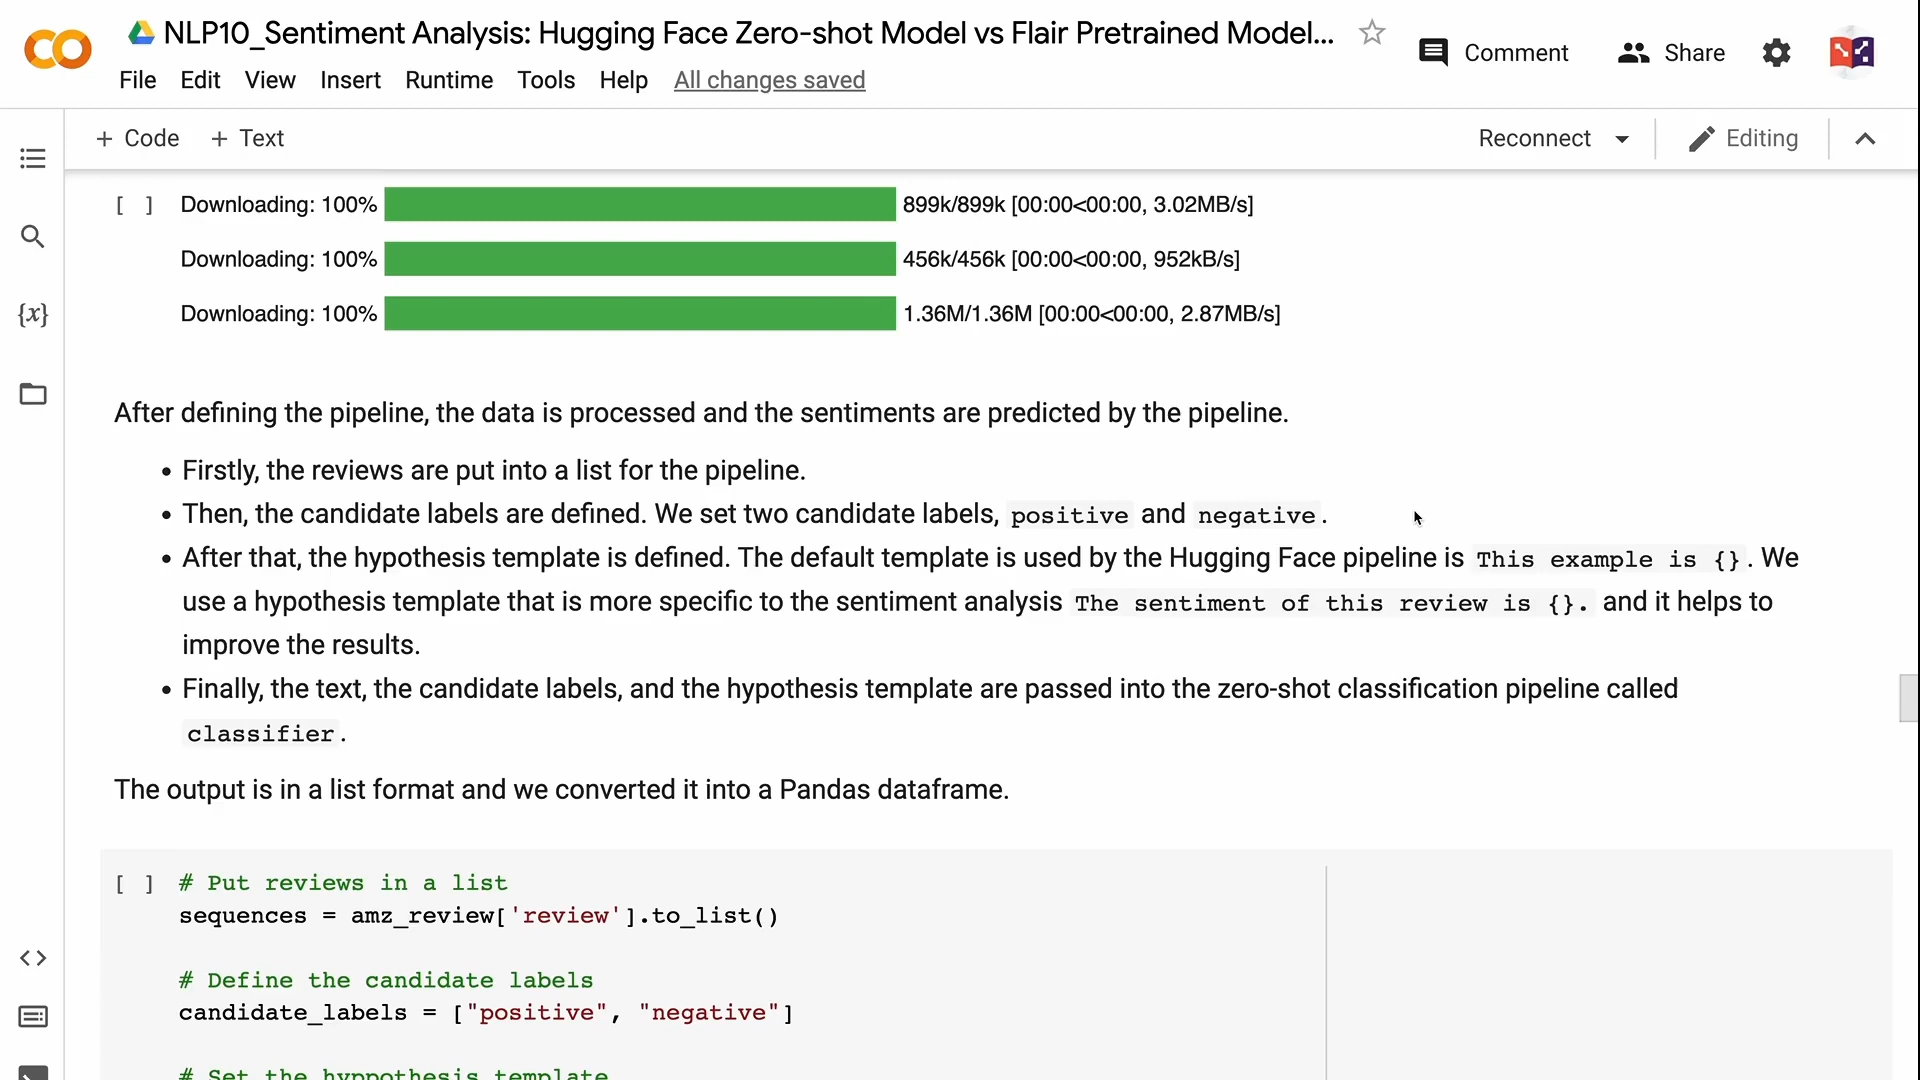 NLP10_Sentiment Analysis: Hugging Face Zero-shot Model vs Flair Pretrained Model...
Comment
Share
File Edit View Insert Runtime Tools Help All changes saved
+ Code + Text
Reconnect
Editing
[ ] Downloading: 100% 899k/899k [00:00<00:00, 3.02MB/s]
Downloading: 100% 456k/456k [00:00<00:00, 952kB/s]
{x}
Downloading: 100% 1.36M/1.36M [00:00<00:00, 2.87MB/s]
After defining the pipeline, the data is processed and the sentiments are predicted by the pipeline.
• Firstly, the reviews are put into a list for the pipeline.
• Then, the candidate labels are defined. We set two candidate labels, positive and negative.
• After that, the hypothesis template is defined. The default template is used by the Hugging Face pipeline is This example is {}. We
use a hypothesis template that is more specific to the sentiment analysis The sentiment of this review is {}. and it helps to
improve the results.
• Finally, the text, the candidate labels, and the hypothesis template are passed into the zero-shot classification pipeline called
classifier.
The output is in a list format and we converted it into a Pandas dataframe.
[ ] # Put reviews in a list
sequences = amz_review['review'].to_list()
# Define the candidate labels
candidate_labels = ["positive", "negative"]
# Set the hyppothesis template